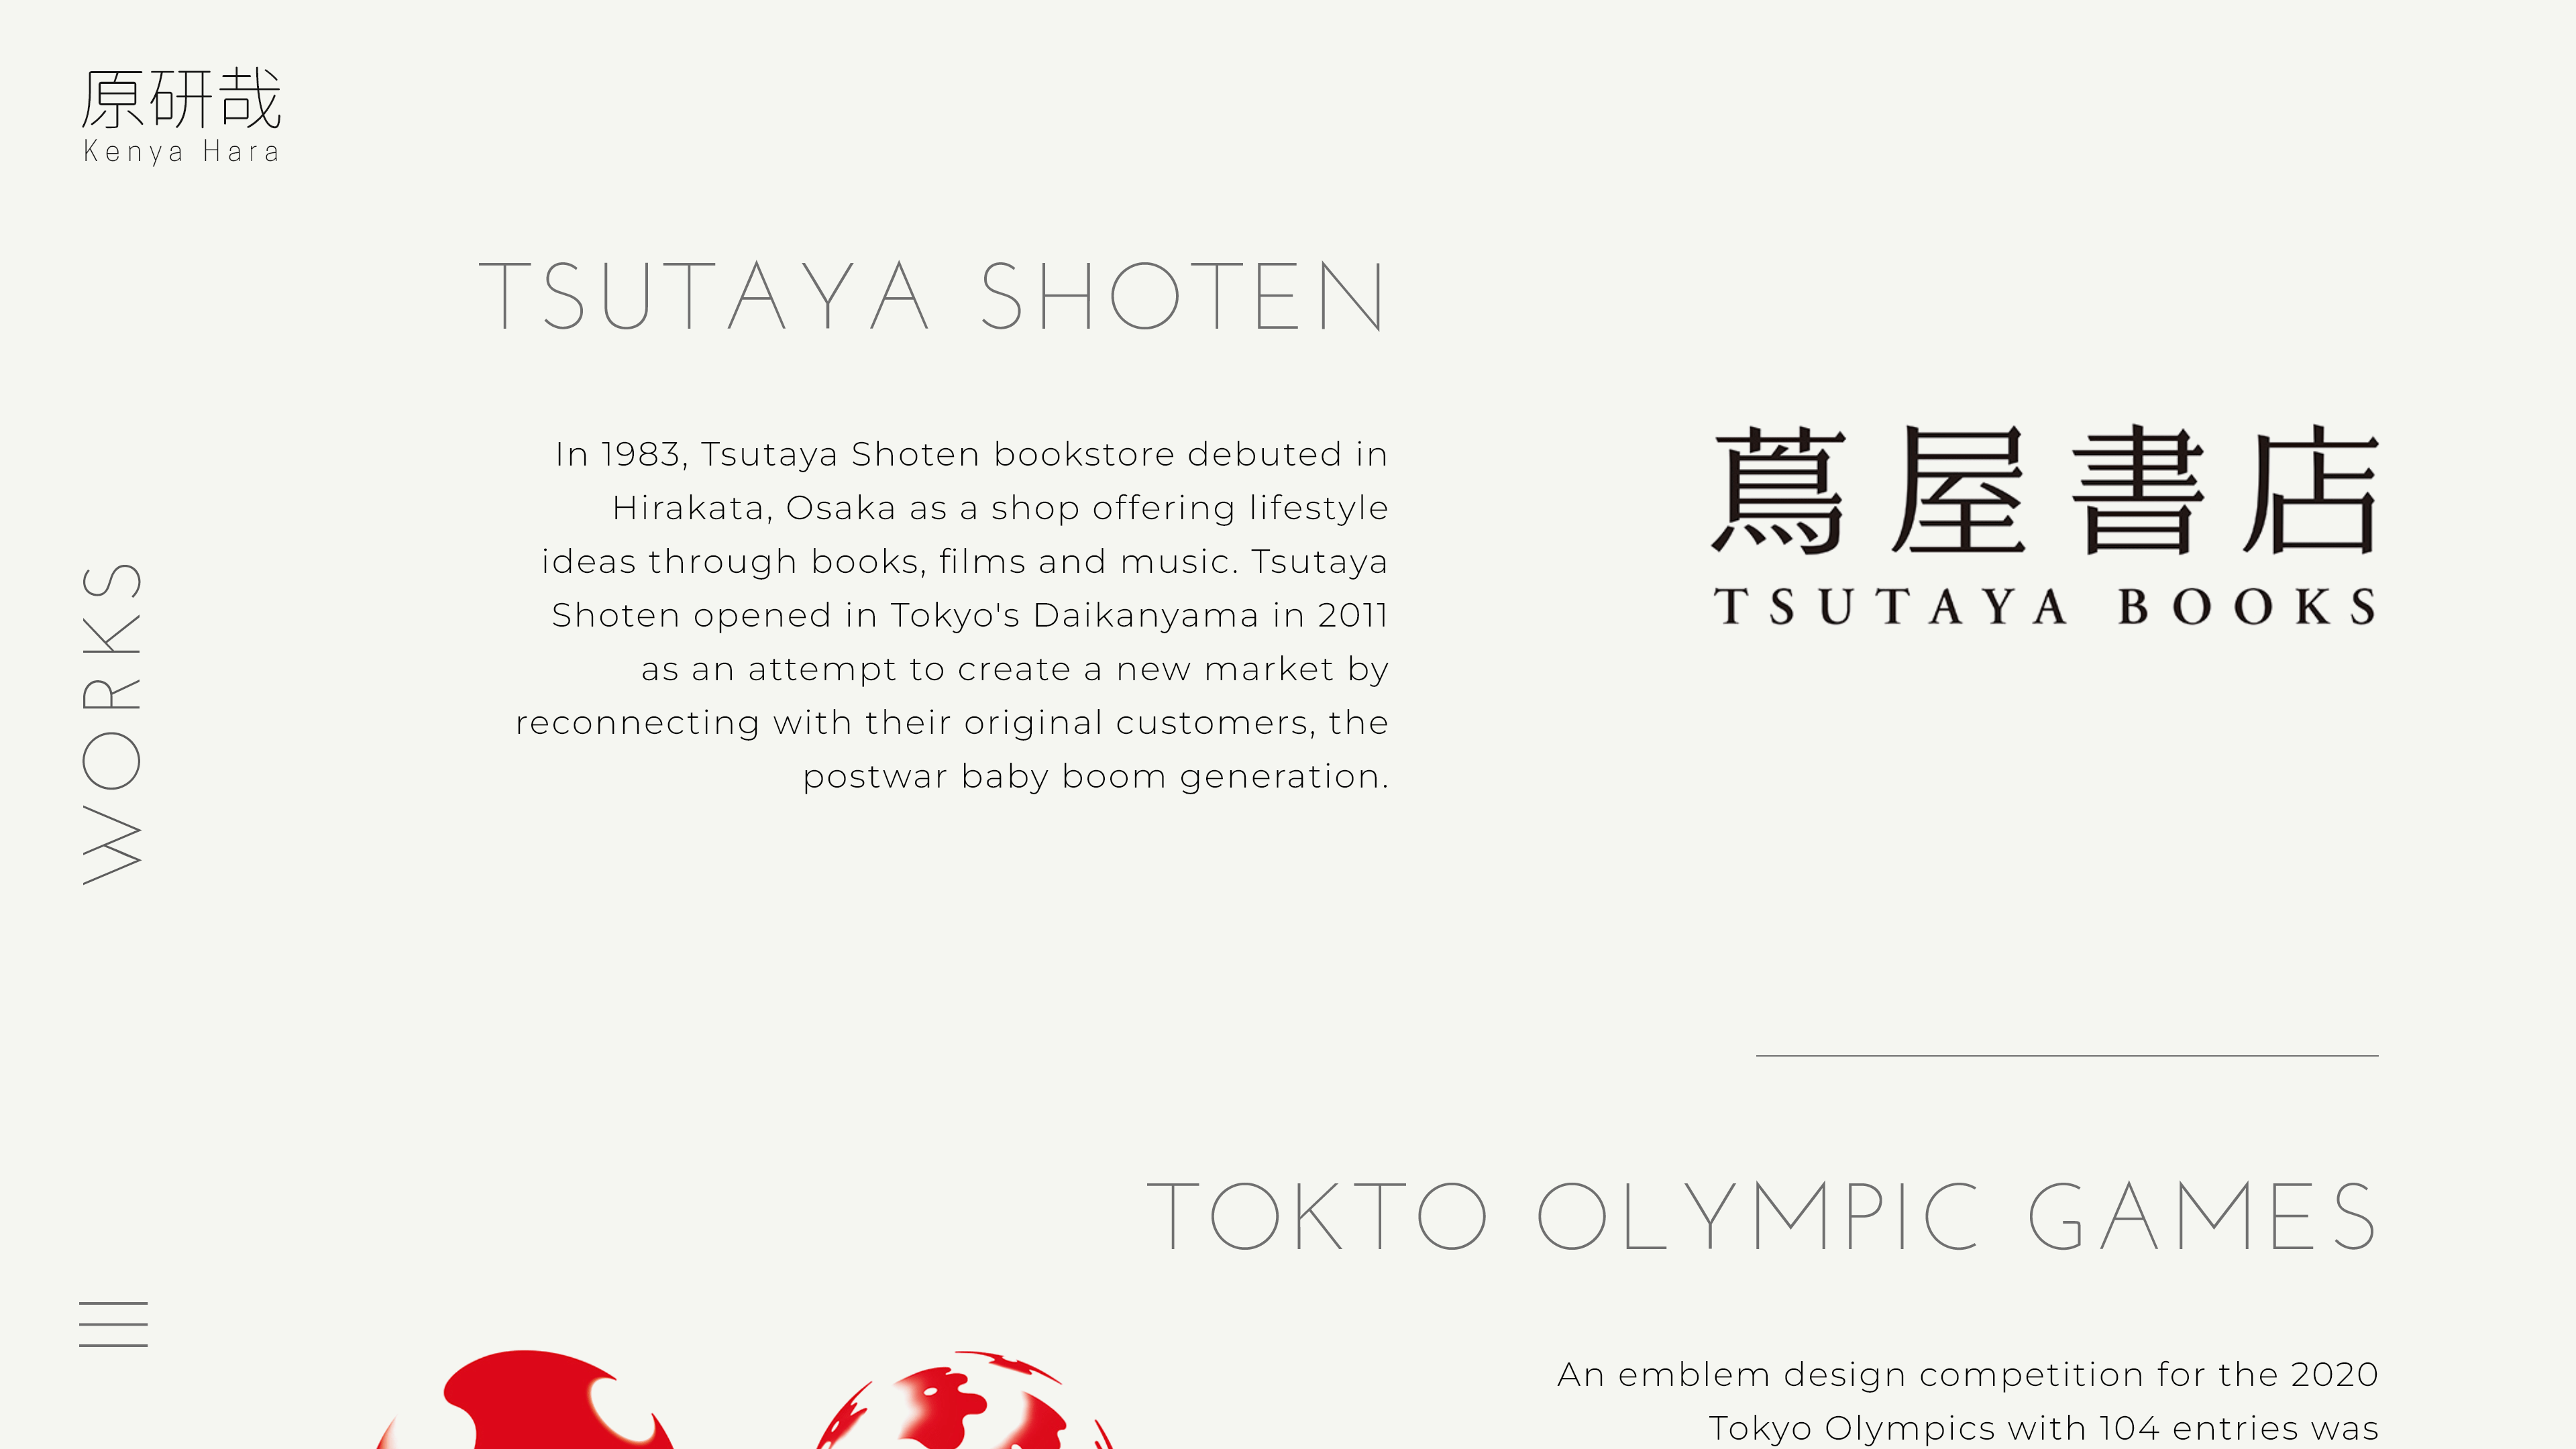 原研哉
Kenya Hara
TSUTAYA SHOTEN
In 1983, Tsutaya Shoten bookstore debuted in
Hirakata, Osaka as a shop offering lifestyle
ideas through books, films and music. Tsutaya
Shoten opened in Tokyo's Daikanyama in 2011
as an attempt to create a new market by
reconnecting with their original customers, the
postwar baby boom generation.
蔦屋書店
TSUTAYA BOOKS
WORKS
TOKTO OLYMPIC GAMES
An emblem design competition for the 2020
Tokyo Olympics with 104 entries was